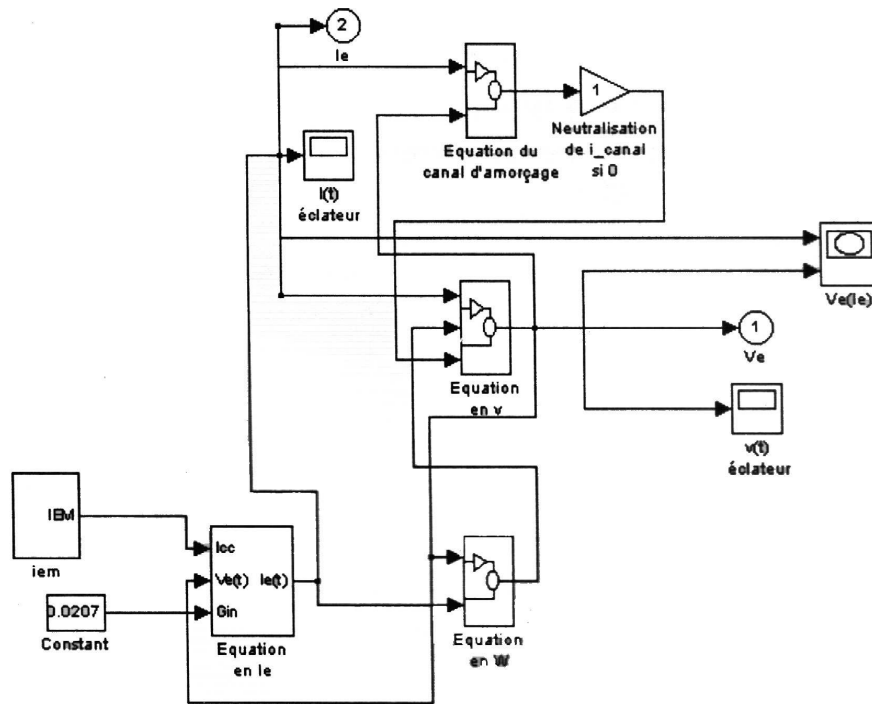 2
Ie
1
Neutralisation
de i_canal
si 0
Equation du
canal d'amorçage
I(t)
éclateur
Ve(Ie)
1
Ve
Equation
en v
v(t)
éclateur
IEM
iem
Icc
Ve(t) Ie(t)
Gin
0.0207
Constant
Equation
en Ie
Equation
en W